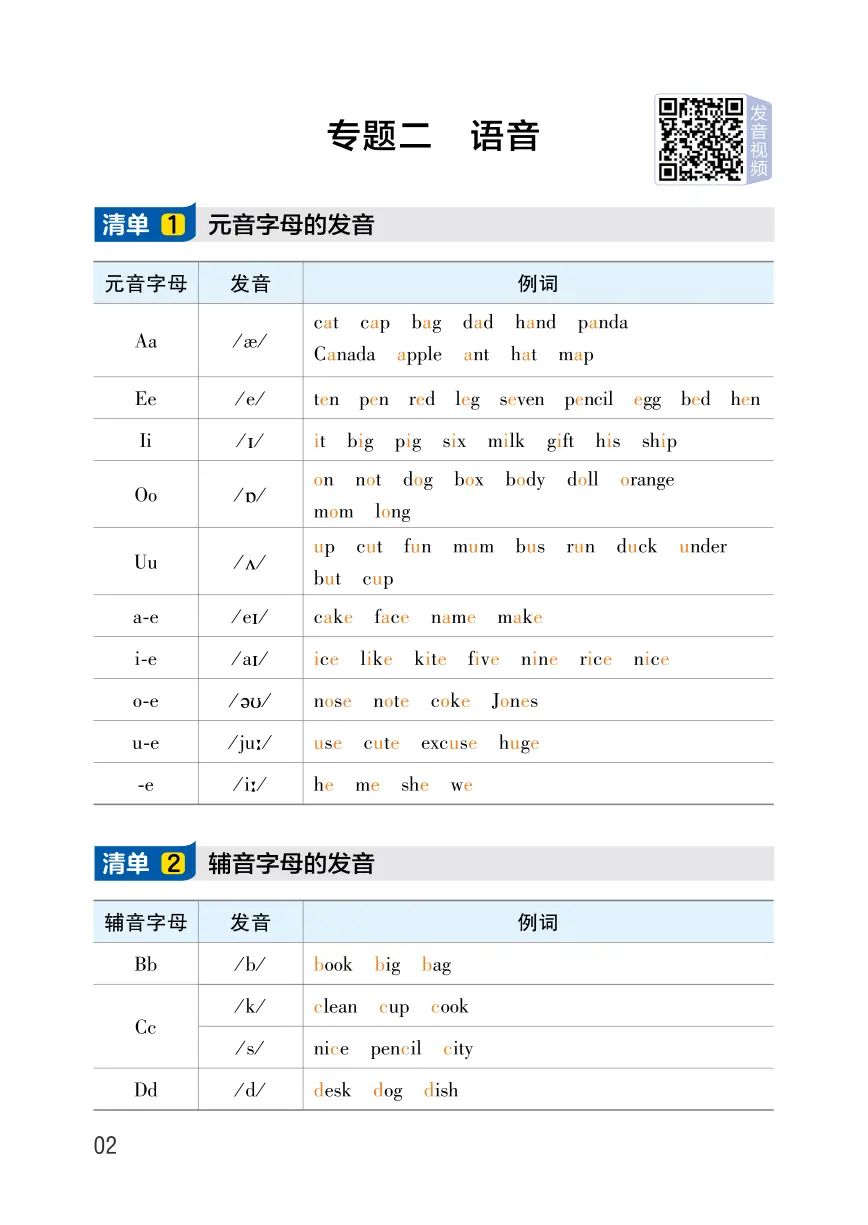 专题二 语音
发音视频
清单 1 元音字母的发音
元音字母 发音 例词
Aa /æ/ cat cap bag dad hand panda
Canada apple ant hat map
Ee /e/ ten pen red leg seven pencil egg bed hen
Ii /ɪ/ it big pig six milk gift his ship
Oo /ɒ/ on not dog box body doll orange
mom long
Uu /ʌ/ up cut fun mum bus run duck under
but cup
a-e /eɪ/ cake face name make
i-e /aɪ/ ice like kite five nine rice nice
o-e /əʊ/ nose note coke Jones
u-e /juː/ use cute excuse huge
-e /iː/ he me she we
清单 2 辅音字母的发音
辅音字母 发音 例词
Bb /b/ book big bag
Cc /k/ clean cup cook
/s/ nice pencil city
Dd /d/ desk dog dish
02